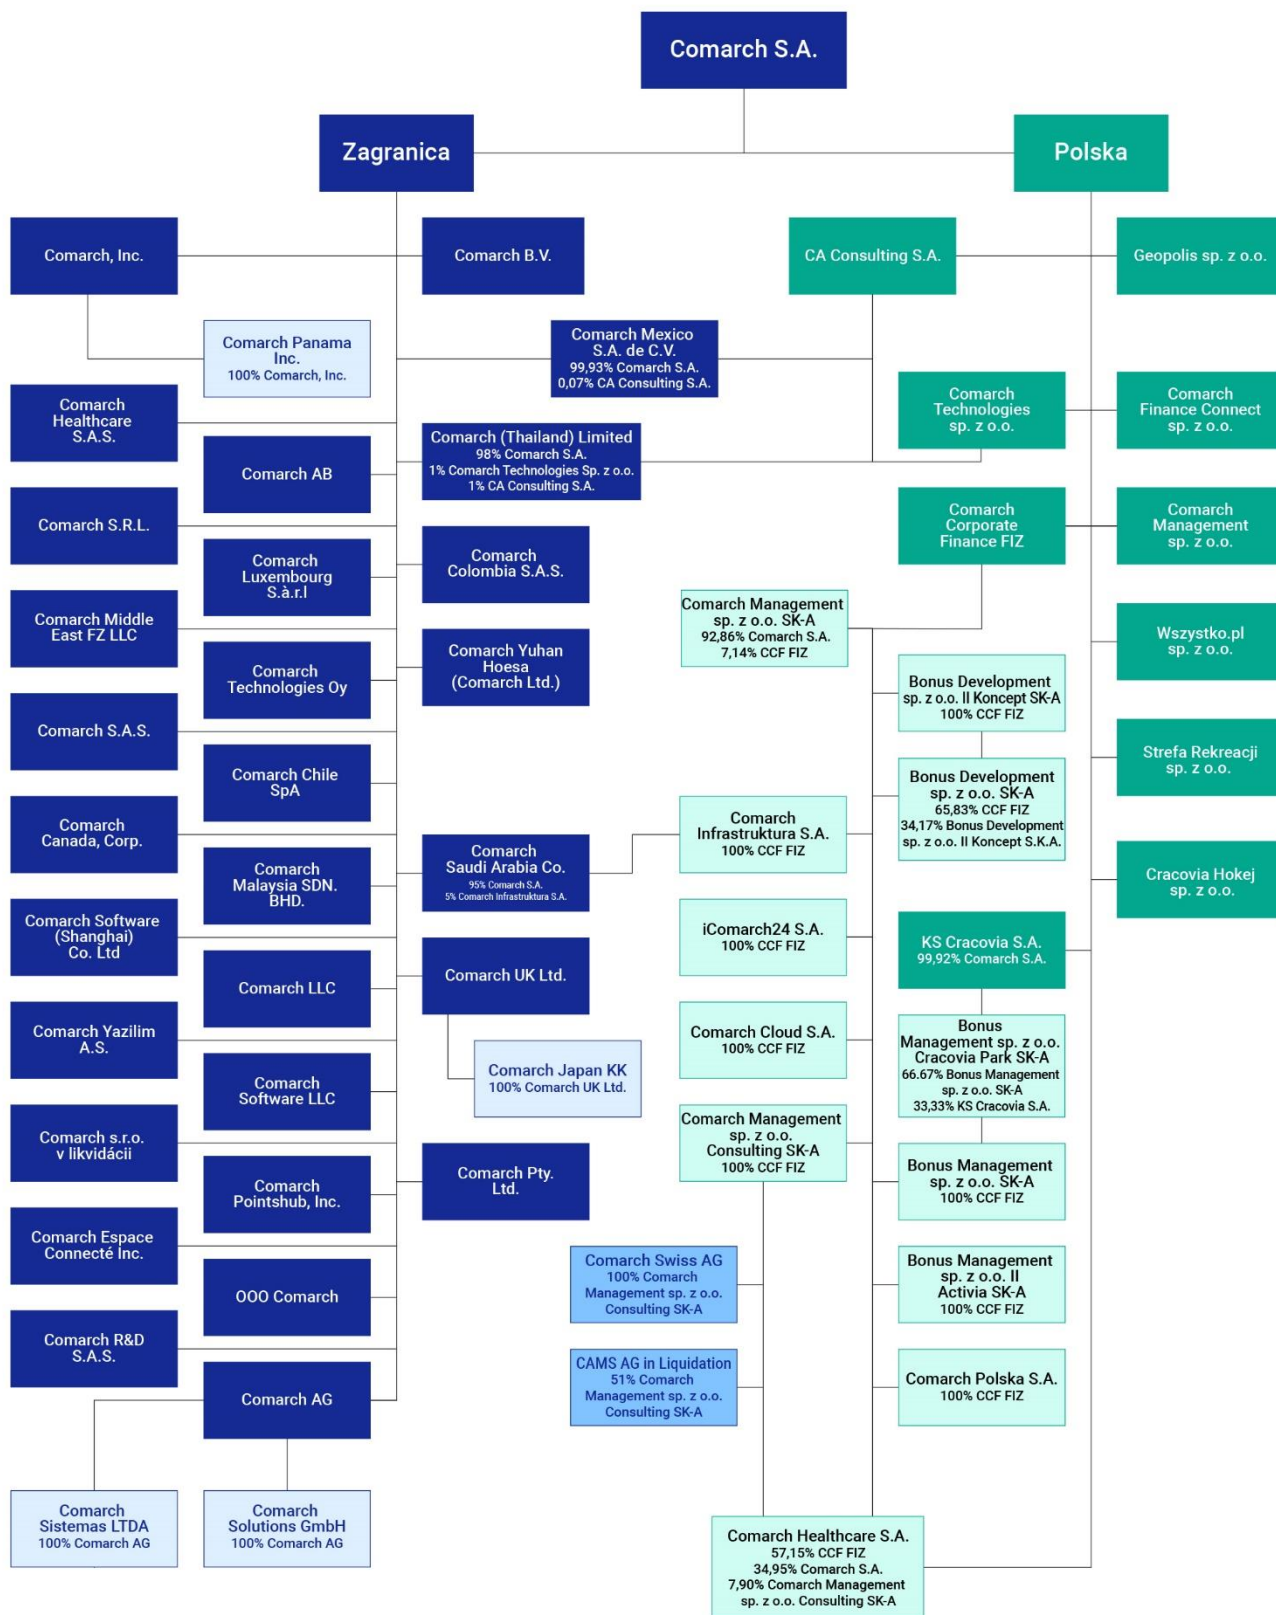 Comarch S.A.
Zagranica
Polska
Comarch, Inc.
Comarch B.V.
CA Consulting S.A.
Geopolis sp. z o.o.
Comarch Panama
Inc.
100% Comarch, Inc.
Comarch Mexico
S.A. de C.V.
99,93% Comarch S.A.
0,07% CA Consulting S.A.
Comarch
Healthcare
S.A.S.
Comarch
Technologies
sp. z o.o.
Comarch
Finance Connect
sp. z o.o.
Comarch AB
Comarch (Thailand) Limited
98% Comarch S.A.
1% Comarch Technologies Sp. z o.o.
1% CA Consulting S.A.
Comarch S.R.L.
Comarch
Corporate
Finance FIZ
Comarch
Management
sp. z o.o.
Comarch
Luxembourg
S.à.r.l
Comarch
Colombia S.A.S.
Comarch Middle
East FZ LLC
Comarch Management
sp. z o.o. SK-A
92,86% Comarch S.A.
7,14% CCF FIZ
Wszystko.pl
sp. z o.o.
Comarch
Technologies Oy
Comarch Yuhan
Hoesa
(Comarch Ltd.)
Bonus Development
sp. z o.o. II Koncept SK-A
100% CCF FIZ
Comarch S.A.S.
Strefa Rekreacji
sp. z o.o.
Comarch Chile
SpA
Bonus Development
sp. z o.o. SK-A
65,83% CCF FIZ
34,17% Bonus Development
sp. z o.o. II Koncept S.K.A.
Comarch
Canada, Corp.
Comarch
Infrastruktura S.A.
100% CCF FIZ
Comarch
Malaysia SDN.
BHD.
Comarch
Saudi Arabia Co.
95% Comarch S.A.
5% Comarch Infrastruktura S.A.
Cracovia Hokej
sp. z o.o.
Comarch Software
(Shanghai)
Co. Ltd
iComarch24 S.A.
100% CCF FIZ
KS Cracovia S.A.
99,92% Comarch S.A.
Comarch LLC
Comarch UK Ltd.
Comarch Yazilim
A.S.
Comarch Cloud S.A.
100% CCF FIZ
Bonus
Management sp. z o.o.
Cracovia Park SK-A
66.67% Bonus Management
sp. z o.o. SK-A
33,33% KS Cracovia S.A.
Comarch
Software LLC
Comarch Japan KK
100% Comarch UK Ltd.
Comarch s.r.o.
v likvidácii
Comarch Management
sp. z o.o.
Consulting SK-A
100% CCF FIZ
Comarch
Pointshub, Inc.
Comarch Pty.
Ltd.
Bonus Management
sp. z o.o. SK-A
100% CCF FIZ
Comarch Espace
Connecté Inc.
Comarch Swiss AG
100% Comarch
Management sp. z o.o.
Consulting SK-A
Bonus Management
sp. z o.o. II
Activia SK-A
100% CCF FIZ
OOO Comarch
Comarch R&D
S.A.S.
CAMS AG in Liquidation
51% Comarch
Management sp. z o.o.
Consulting SK-A
Comarch Polska S.A.
100% CCF FIZ
Comarch AG
Comarch
Sistemas LTDA
100% Comarch AG
Comarch
Solutions GmbH
100% Comarch AG
Comarch Healthcare S.A.
57,15% CCF FIZ
34,95% Comarch S.A.
7,90% Comarch Management
sp. z o.o. Consulting SK-A